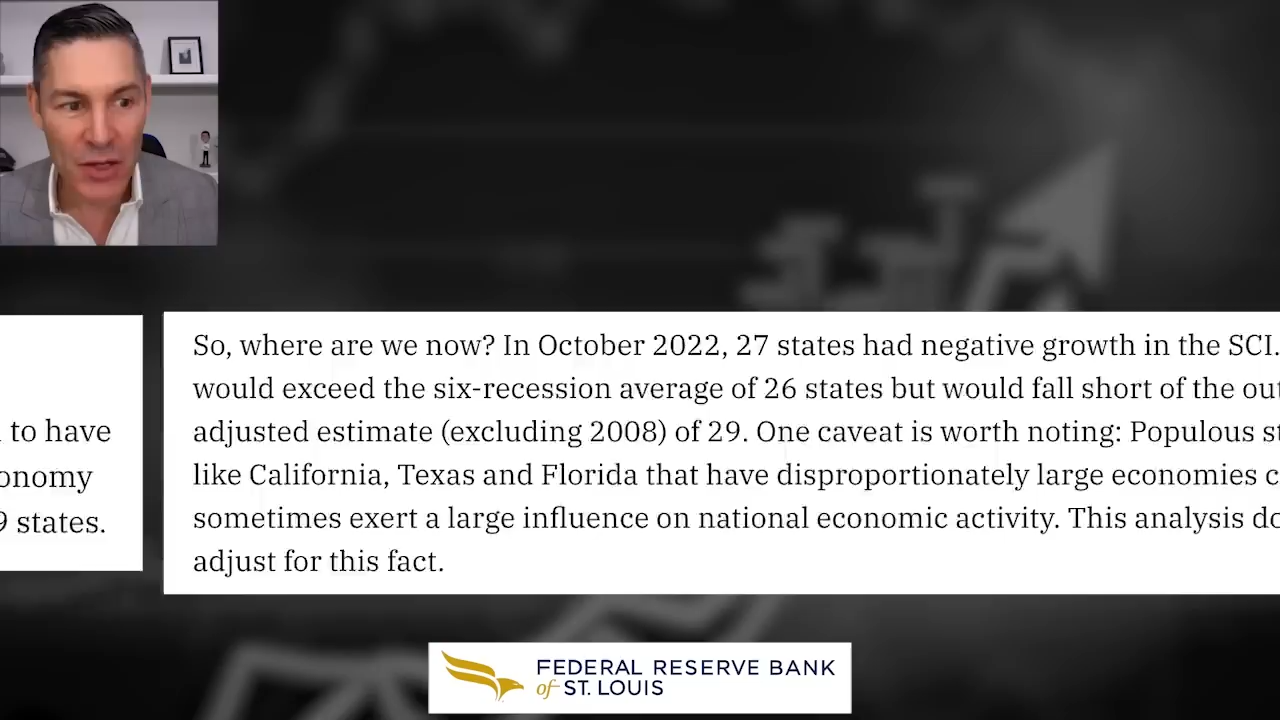 to have
onomy
9 states.
So, where are we now? In October 2022, 27 states had negative growth in the SCI.
would exceed the six-recession average of 26 states but would fall short of the out
adjusted estimate (excluding 2008) of 29. One caveat is worth noting: Populous st
like California, Texas and Florida that have disproportionately large economies c
sometimes exert a large influence on national economic activity. This analysis do
adjust for this fact.
FEDERAL RESERVE BANK
of ST. LOUIS